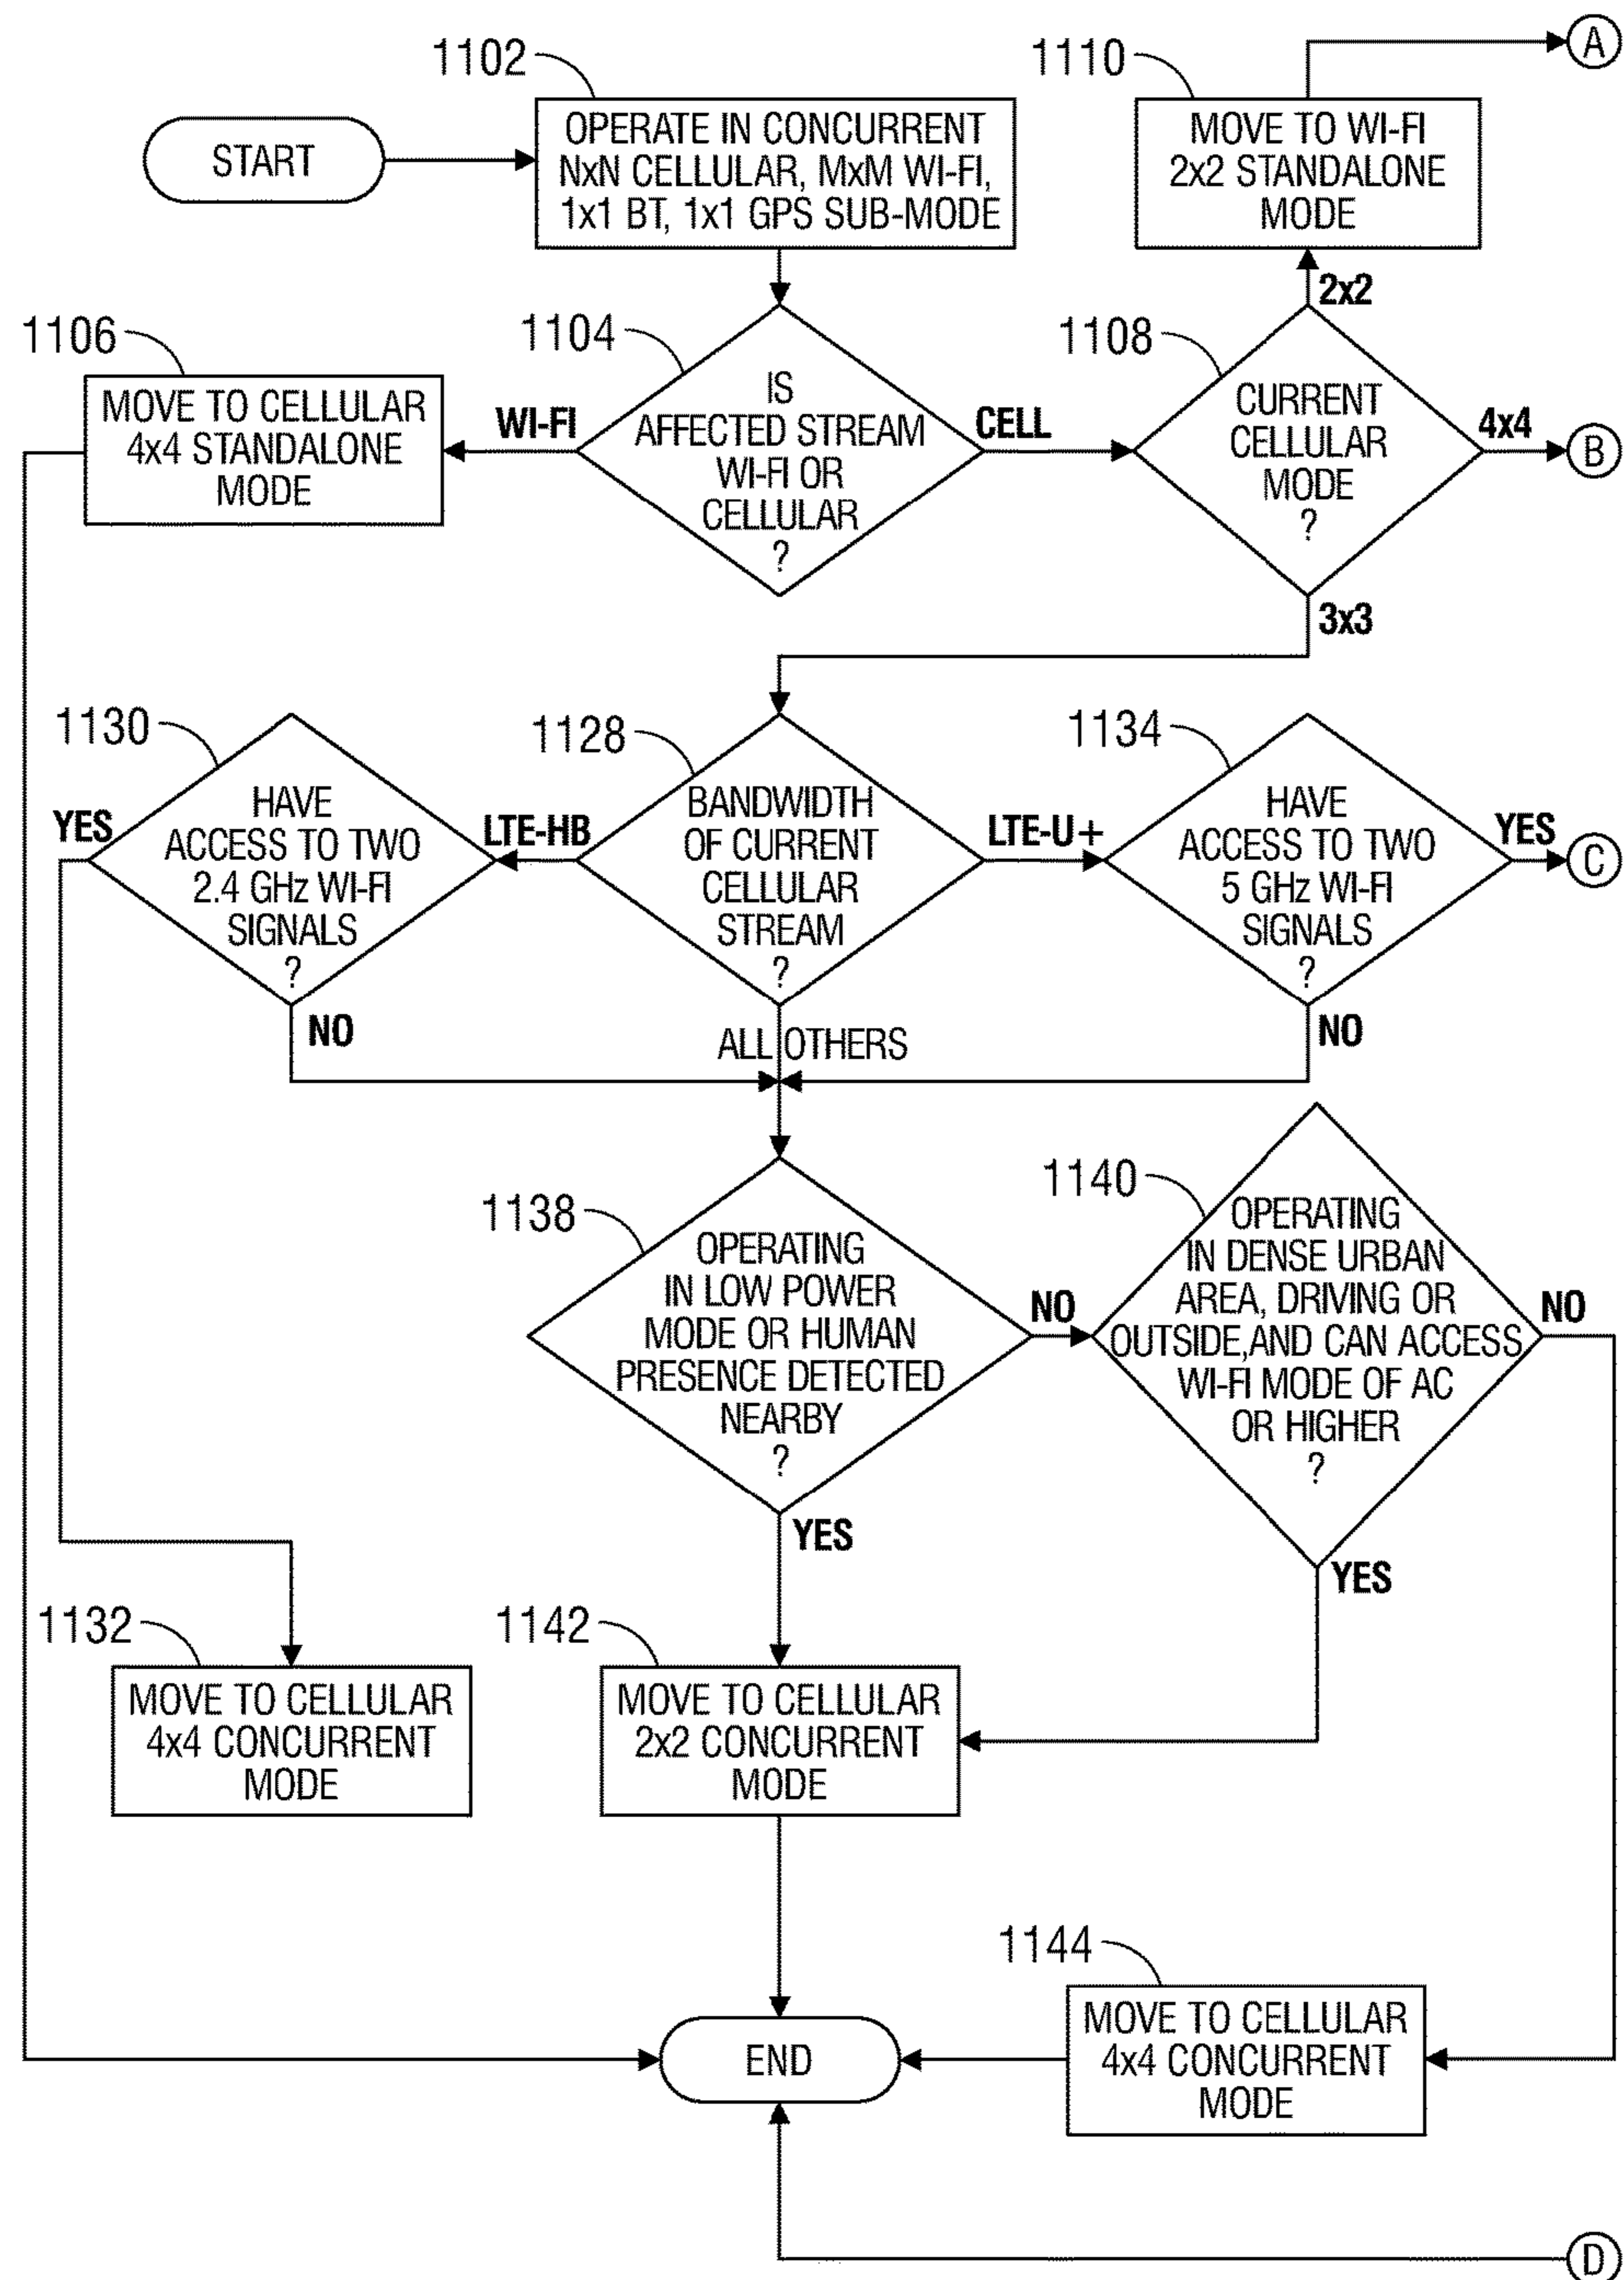 1102
1110
A
START
OPERATE IN CONCURRENT
NxN CELLULAR, MxM WI-FI,
1x1 BT, 1x1 GPS SUB-MODE
MOVE TO WI-FI
2x2 STANDALONE
MODE
2x2
1106
1104
1108
MOVE TO CELLULAR
4x4 STANDALONE
MODE
WI-FI
IS
AFFECTED STREAM
WI-FI OR
CELLULAR
?
CELL
CURRENT
CELLULAR
MODE
?
4x4
B
3x3
1130
1128
1134
YES
HAVE
ACCESS TO TWO
2.4 GHz WI-FI
SIGNALS
?
LTE-HB
BANDWIDTH
OF CURRENT
CELLULAR
STREAM
?
LTE-U+
HAVE
ACCESS TO TWO
5 GHz WI-FI
SIGNALS
?
YES
C
NO
ALL OTHERS
NO
1138
1140
OPERATING
IN LOW POWER
MODE OR HUMAN
PRESENCE DETECTED
NEARBY
?
NO
OPERATING
IN DENSE URBAN
AREA, DRIVING OR
OUTSIDE,AND CAN ACCESS
WI-FI MODE OF AC
OR HIGHER
?
NO
YES
YES
1132
1142
MOVE TO CELLULAR
4x4 CONCURRENT
MODE
MOVE TO CELLULAR
2x2 CONCURRENT
MODE
1144
END
MOVE TO CELLULAR
4x4 CONCURRENT
MODE
D